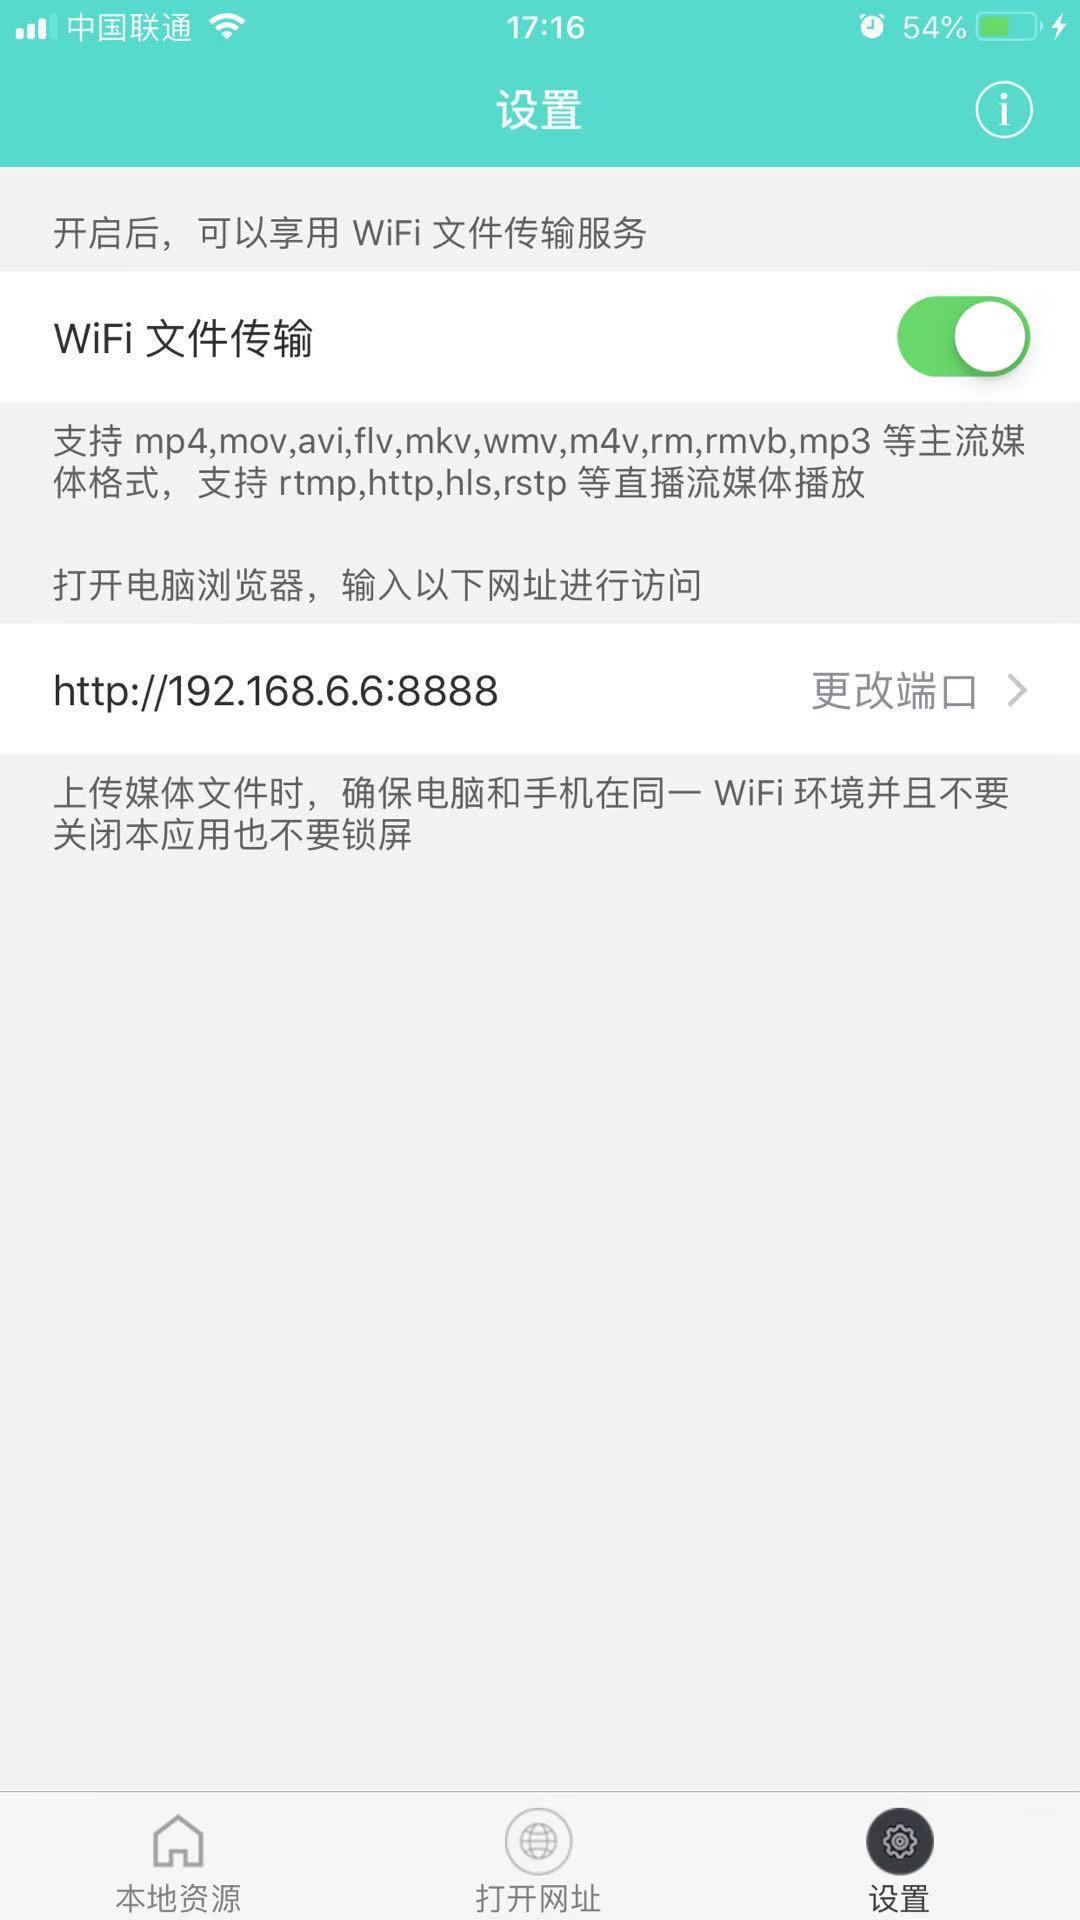 中国联通 17:16 54%
设置
开启后，可以享用 WiFi 文件传输服务
WiFi 文件传输
支持 mp4,mov,avi,flv,mkv,wmv,m4v,rm,rmvb,mp3 等主流媒
体格式，支持 rtmp,http,hls,rstp 等直播流媒体播放
打开电脑浏览器，输入以下网址进行访问
http://192.168.6.6:8888 更改端口
上传媒体文件时，确保电脑和手机在同一 WiFi 环境并且不要
关闭本应用也不要锁屏
本地资源 打开网址 设置